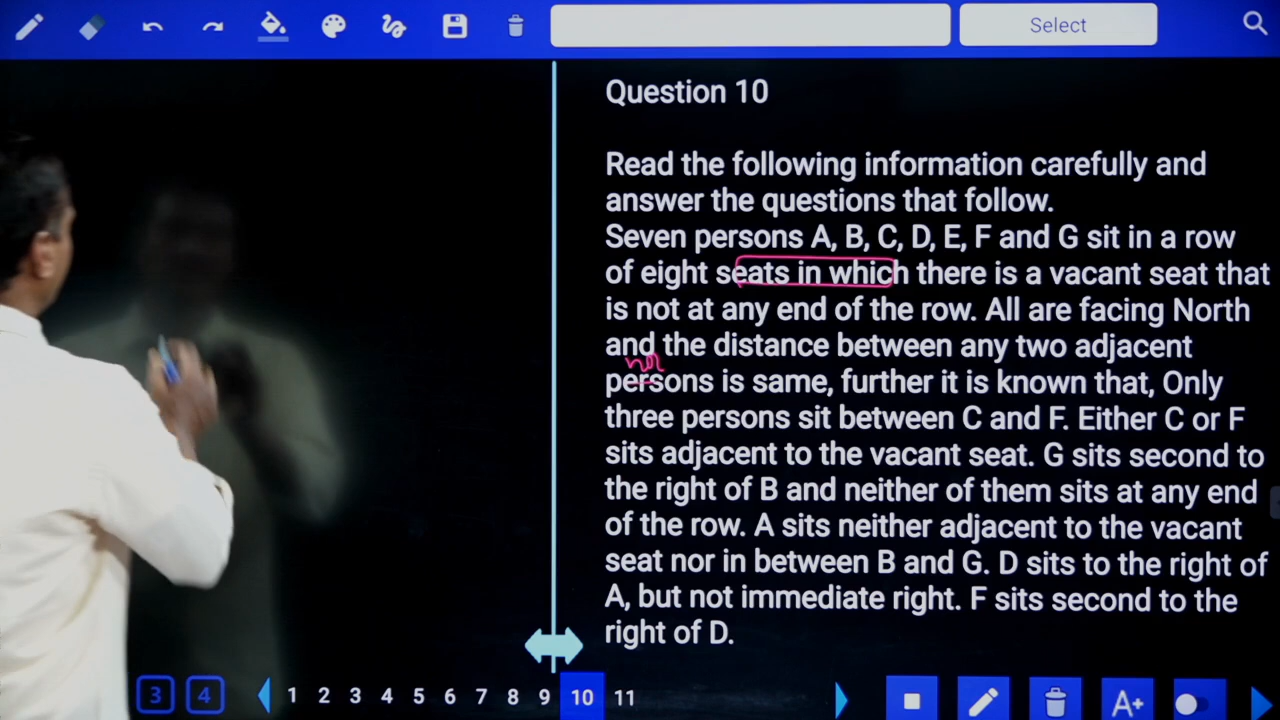 Select
Question 10
Read the following information carefully and
answer the questions that follow.
Seven persons A, B, C, D, E, F and G sit in a row
of eight seats in which there is a vacant seat that
is not at any end of the row. All are facing North
and the distance between any two adjacent
not
persons is same, further it is known that, Only
three persons sit between C and F. Either C or F
sits adjacent to the vacant seat. G sits second to
the right of B and neither of them sits at any end
of the row. A sits neither adjacent to the vacant
seat nor in between B and G. D sits to the right of
A, but not immediate right. F sits second to the
right of D.
3 4 1 2 3 4 5 6 7 8 9 10 11 A+